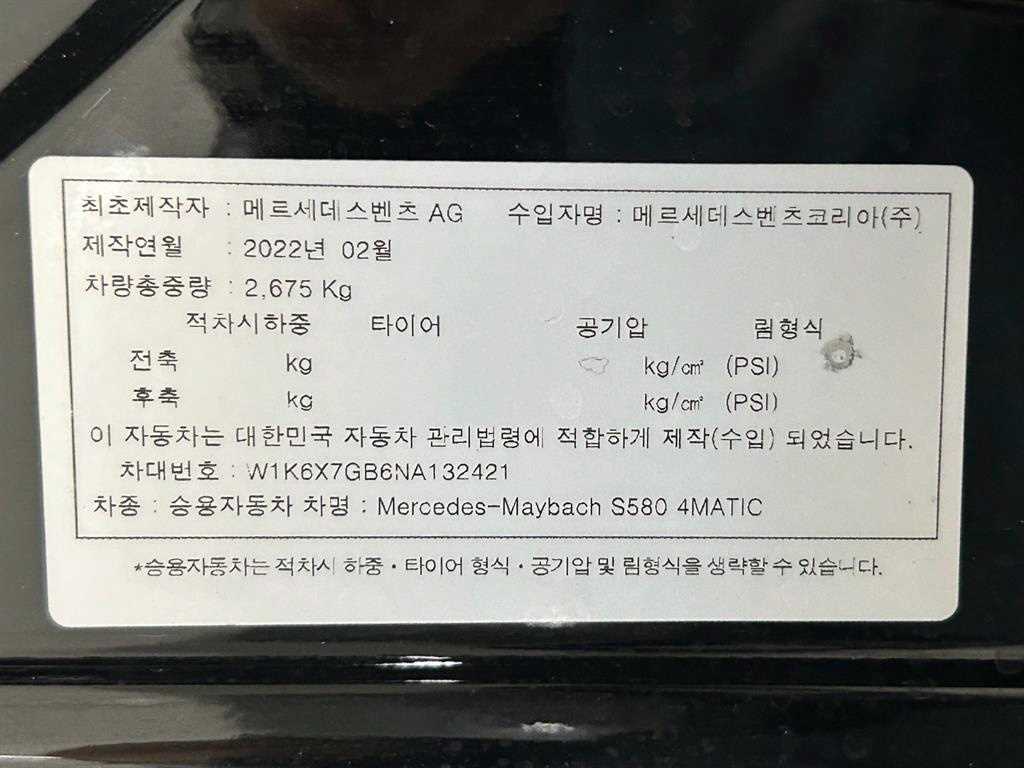 최초제작자 : 메르세데스벤츠 AG 수입자명 : 메르세데스벤츠코리아(주)
제작연월 : 2022년 02월
차량총중량 : 2,675 Kg
적차시하중 타이어 공기압 림형식
전축 kg kg/㎠ (PSI)
후축 kg kg/㎠ (PSI)
이 자동차는 대한민국 자동차 관리법령에 적합하게 제작(수입) 되었습니다.
차대번호 : W1K6X7GB6NA132421
차종 : 승용자동차 차명 : Mercedes-Maybach S580 4MATIC
*승용자동차는 적차시 하중·타이어 형식·공기압 및 림형식을 생략할 수 있습니다.